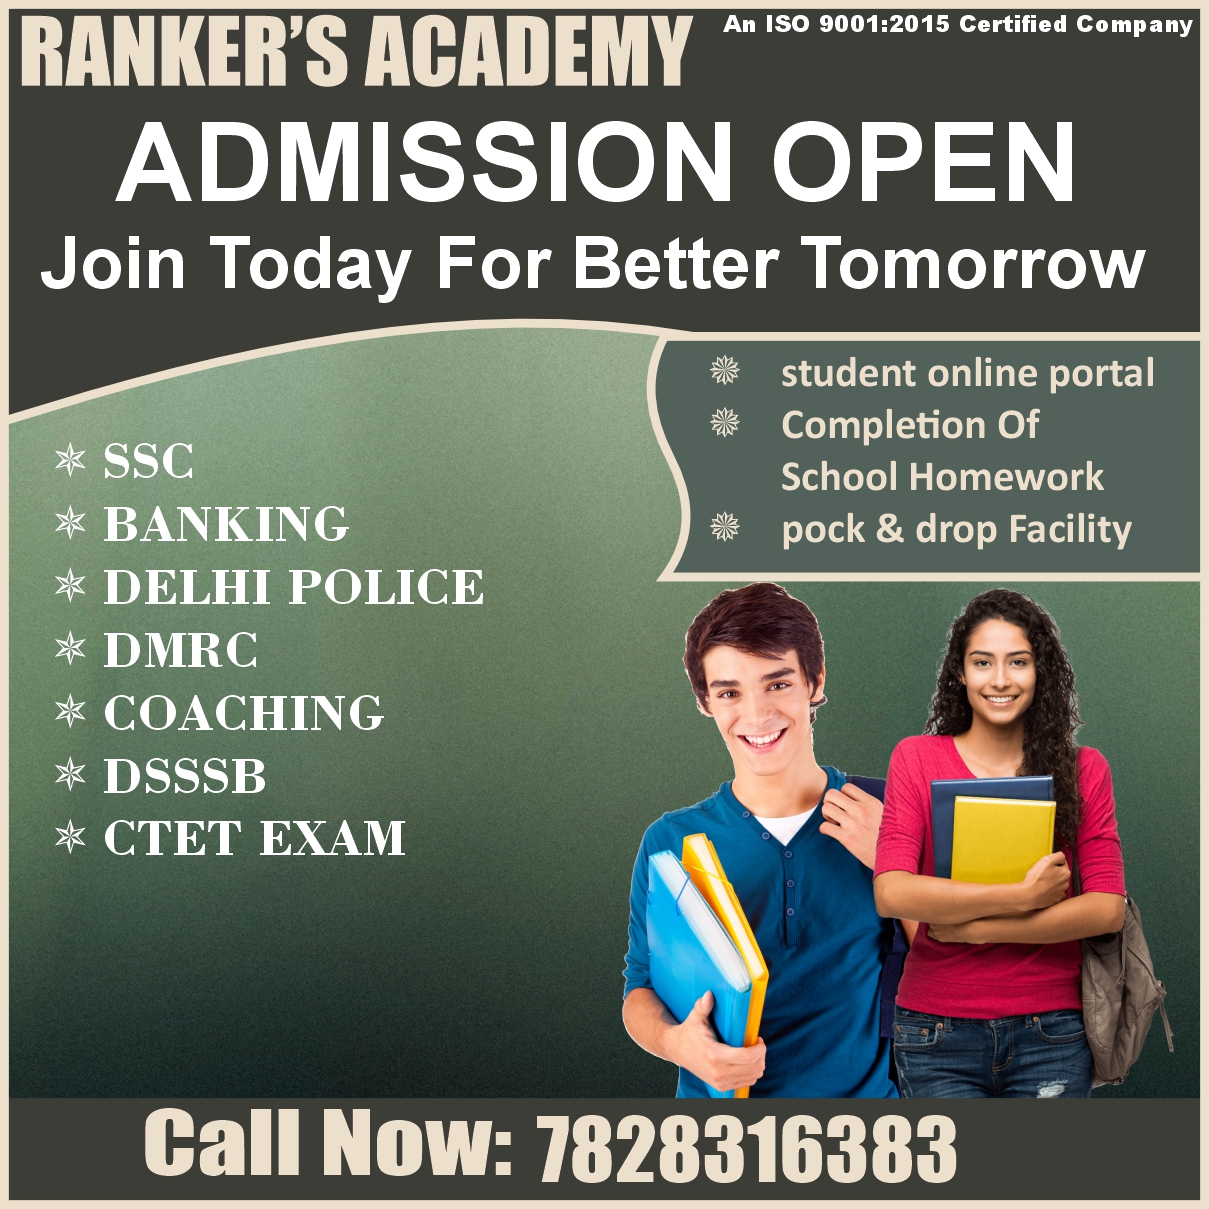 RANKER'S ACADEMY
An ISO 9001:2015 Certified Company
ADMISSION OPEN
Join Today For Better Tomorrow
student online portal
Completion Of
School Homework
pock & drop Facility
SSC
BANKING
DELHI POLICE
DMRC
COACHING
DSSSB
CTET EXAM
Call Now: 7828316383